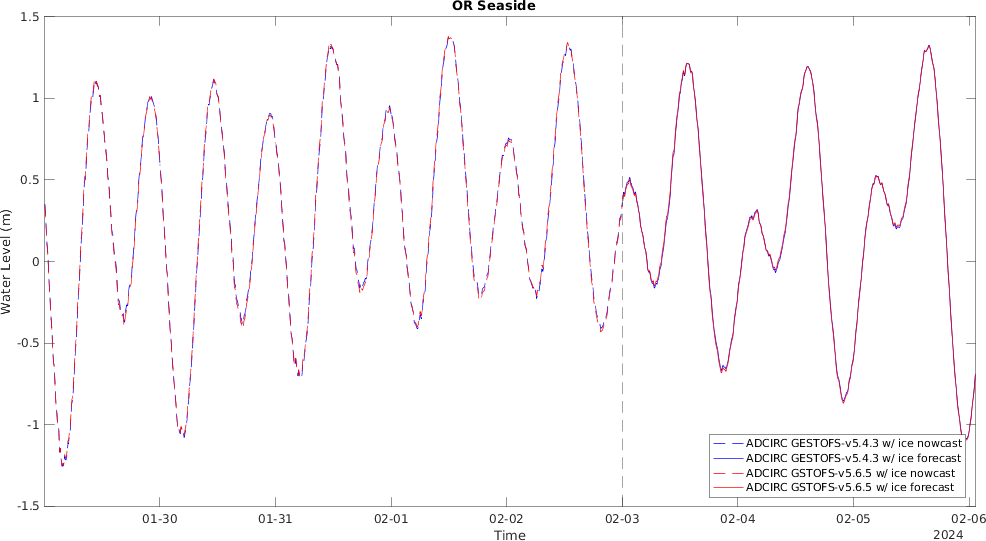 OR Seaside
1.5
1
0.5
0
-0.5
-1
-1.5
Water Level (m)
01-30
01-31
02-01
02-02
02-03
02-04
02-05
02-06
Time
2024
ADCIRC GESTOFS-v5.4.3 w/ ice nowcast
ADCIRC GESTOFS-v5.4.3 w/ ice forecast
ADCIRC GSTOFS-v5.6.5 w/ ice nowcast
ADCIRC GSTOFS-v5.6.5 w/ ice forecast